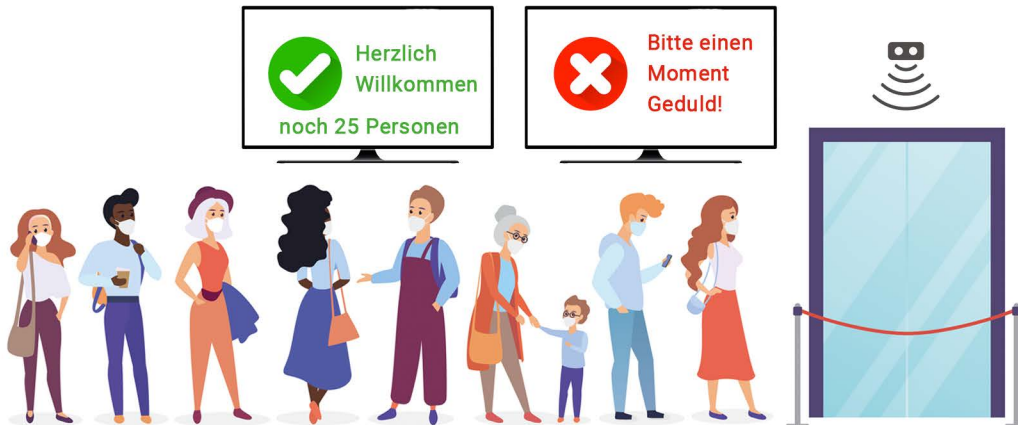 Herzlich
Willkommen
noch 25 Personen
Bitte einen
Moment
Geduld!